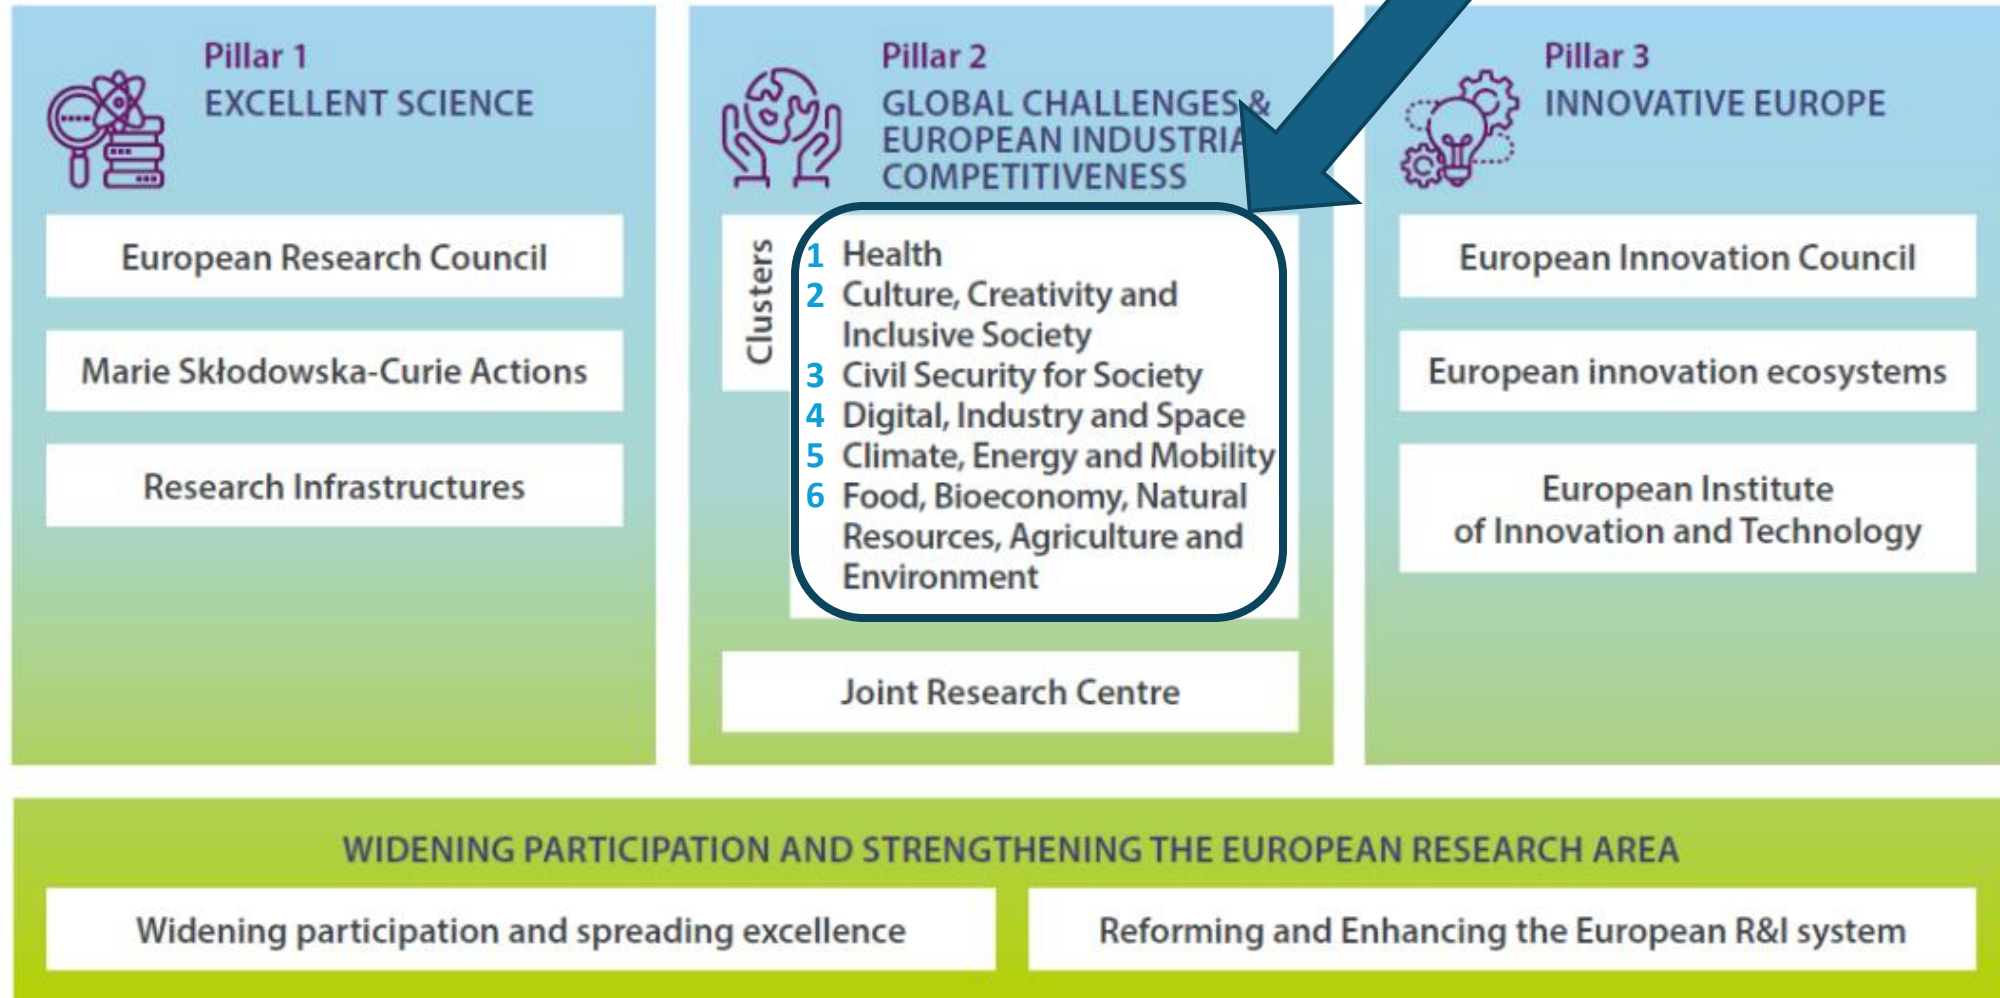 Pillar 1
EXCELLENT SCIENCE
European Research Council
Marie Skłodowska-Curie Actions
Research Infrastructures
Pillar 2
GLOBAL CHALLENGES &
EUROPEAN INDUSTRIA
COMPETITIVENESS
Clusters
1 Health
2 Culture, Creativity and
Inclusive Society
3 Civil Security for Society
4 Digital, Industry and Space
5 Climate, Energy and Mobility
6 Food, Bioeconomy, Natural
Resources, Agriculture and
Environment
Joint Research Centre
Pillar 3
INNOVATIVE EUROPE
European Innovation Council
European innovation ecosystems
European Institute
of Innovation and Technology
WIDENING PARTICIPATION AND STRENGTHENING THE EUROPEAN RESEARCH AREA
Widening participation and spreading excellence
Reforming and Enhancing the European R&I system